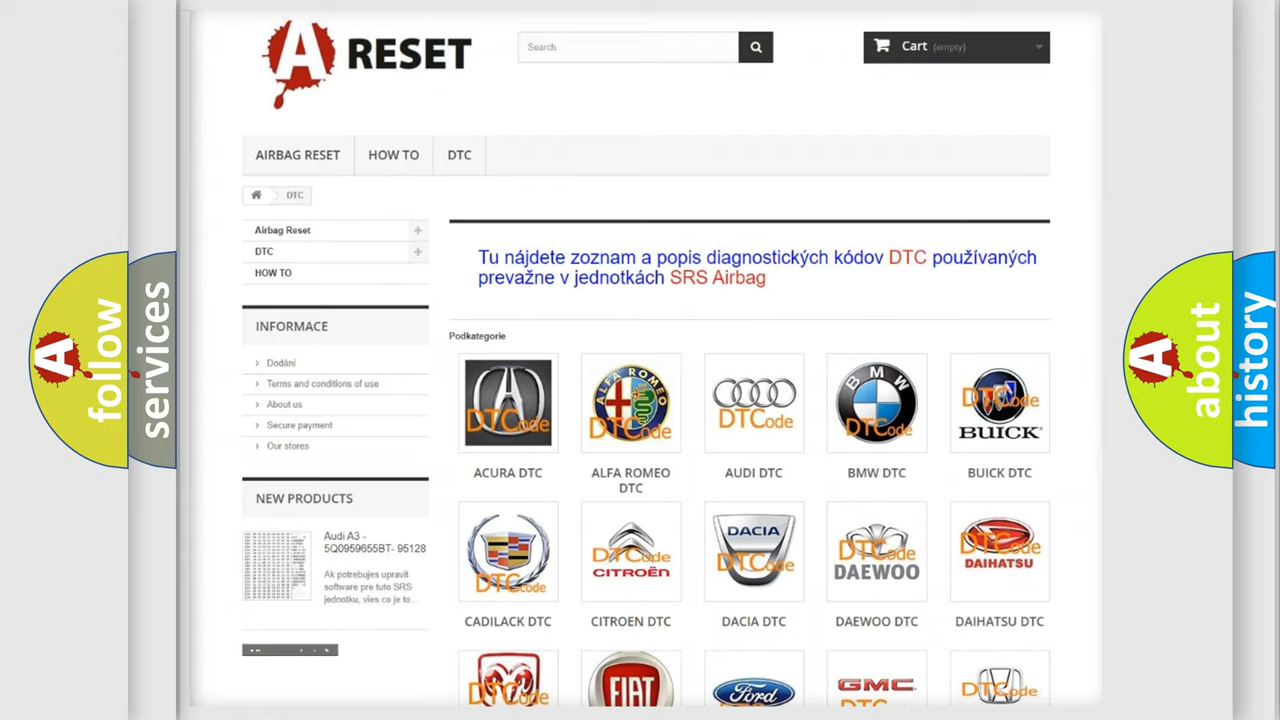 A RESET
Search
Cart (empty)
AIRBAG RESET
HOW TO
DTC
DTC
Airbag Reset
DTC
HOW TO
Tu nájdete zoznam a popis diagnostických kódov DTC používaných
prevažne v jednotkách SRS Airbag
INFORMACE
Podkategorie
Dodání
Terms and conditions of use
About us
Secure payment
Our stores
DTCode
ALFA ROMEO
DTCode
DTCode
BMW
DTCode
DTCode
BUICK
ACURA DTC
ALFA ROMEO
DTC
AUDI DTC
BMW DTC
BUICK DTC
NEW PRODUCTS
Audi A3 -
5Q0959655BT- 95128
Ak potrebujes upravit
software pre tuto SRS
jednotku, vies co je to...
DTCode
DTCode
CITROËN
DACIA
DTCode
DTCode
DAEWOO
DTCode
DAIHATSU
CADILACK DTC
CITROEN DTC
DACIA DTC
DAEWOO DTC
DAIHATSU DTC
DTCode
FIAT
Ford
GMC
DTCode
A
follow
services
A
about
history